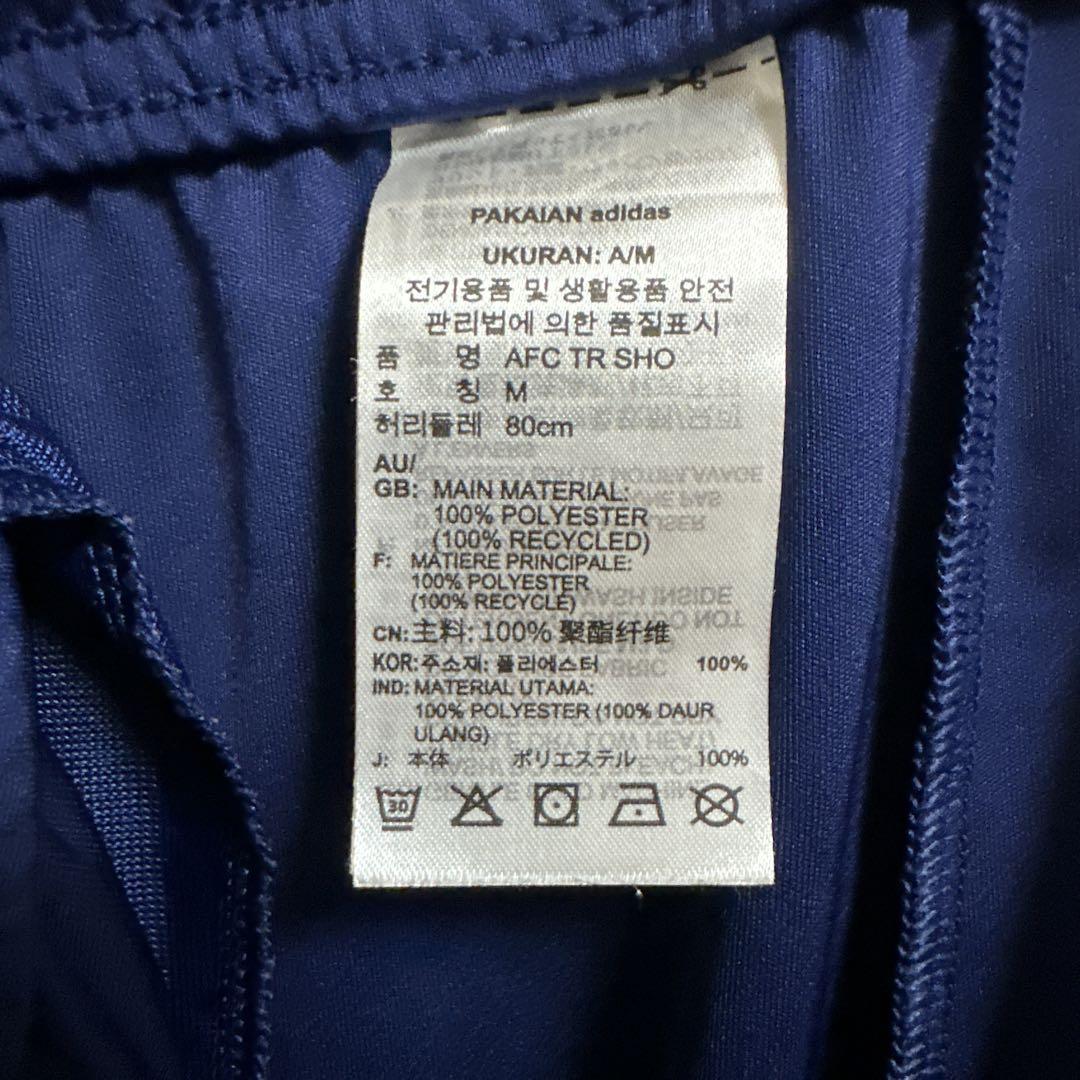 PAKAIAN adidas
UKURAN: A/M
전기용품 및 생활용품 안전
관리법에 의한 품질표시
품 명 AFC TR SHO
호 칭 M
허리둘레 80cm
AU/
GB: MAIN MATERIAL:
100% POLYESTER
(100% RECYCLED)
F: MATIERE PRINCIPALE:
100% POLYESTER
(100% RECYCLÉ)
CN: 主料: 100% 聚酯纤维
KOR: 주소재: 폴리에스터 100%
IND: MATERIAL UTAMA:
100% POLYESTER (100% DAUR
ULANG)
J: 本体 ポリエステル 100%
30